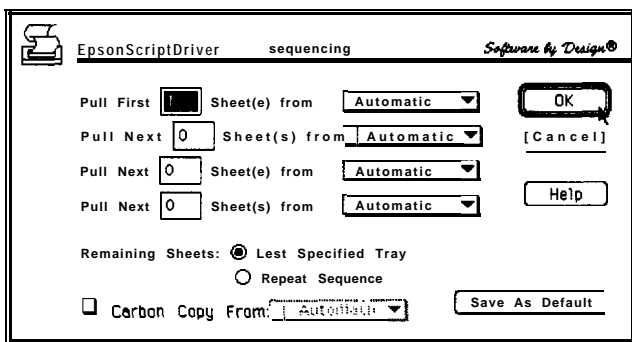 EpsonScriptDriver sequencing Software by Design®
Pull First 1 Sheet(e) from Automatic OK
Pull Next 0 Sheet(s) from Automatic [Cancel]
Pull Next 0 Sheet(e) from Automatic
Pull Next 0 Sheet(s) from Automatic Help
Remaining Sheets: Lest Specified Tray
Repeat Sequence
Carbon Copy From: Automatic Save As Default